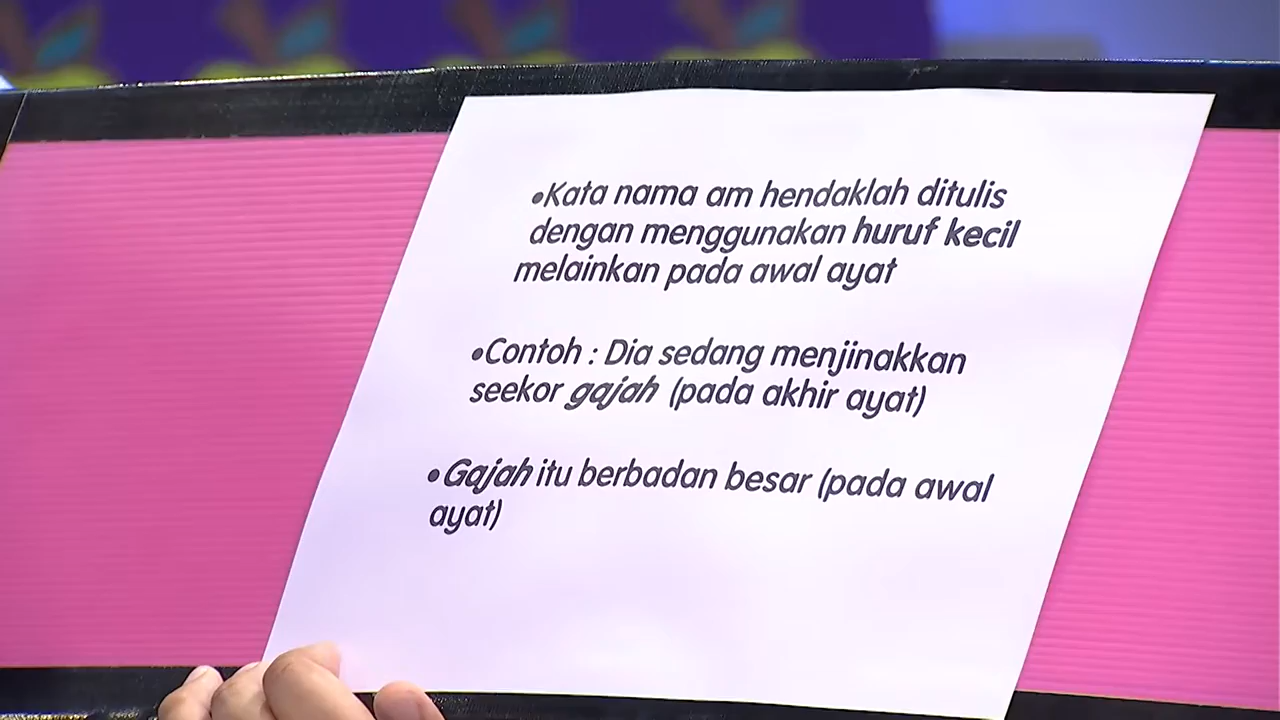 •Kata nama am hendaklah ditulis
dengan menggunakan huruf kecil
melainkan pada awal ayat
•Contoh : Dia sedang menjinakkan
seekor gajah (pada akhir ayat)
•Gajah itu berbadan besar (pada awal
ayat)